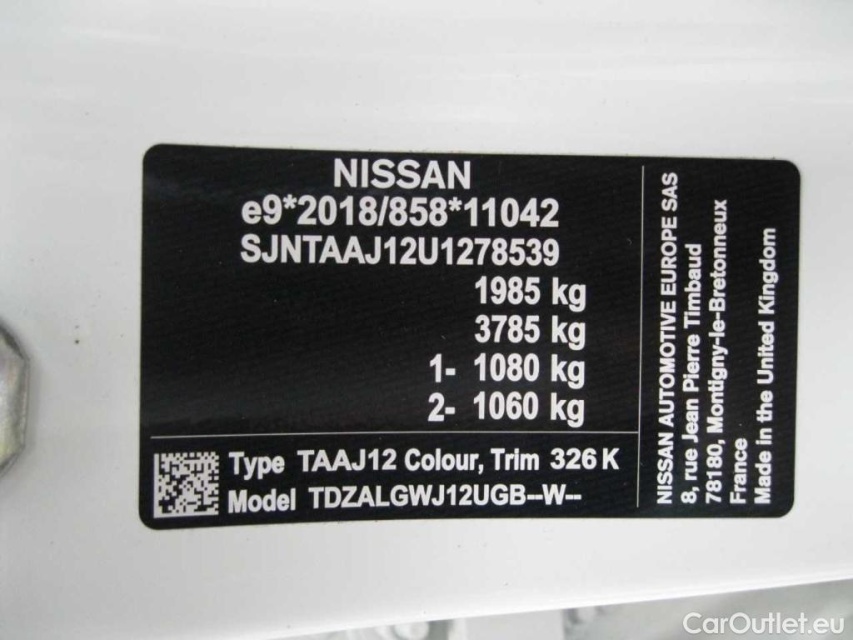 NISSAN
e9*2018/858*11042
SJNTAAJ12U1278539
1985 kg
3785 kg
1- 1080 kg
2- 1060 kg
Type TAAJ12 Colour, Trim 326 K
Model TDZALGWJ12UGB--W--
NISSAN AUTOMOTIVE EUROPE SAS
8, rue Jean Pierre Timbaud
78180, Montigny-le-Bretonneux
France
Made in the United Kingdom
CarOutlet.eu